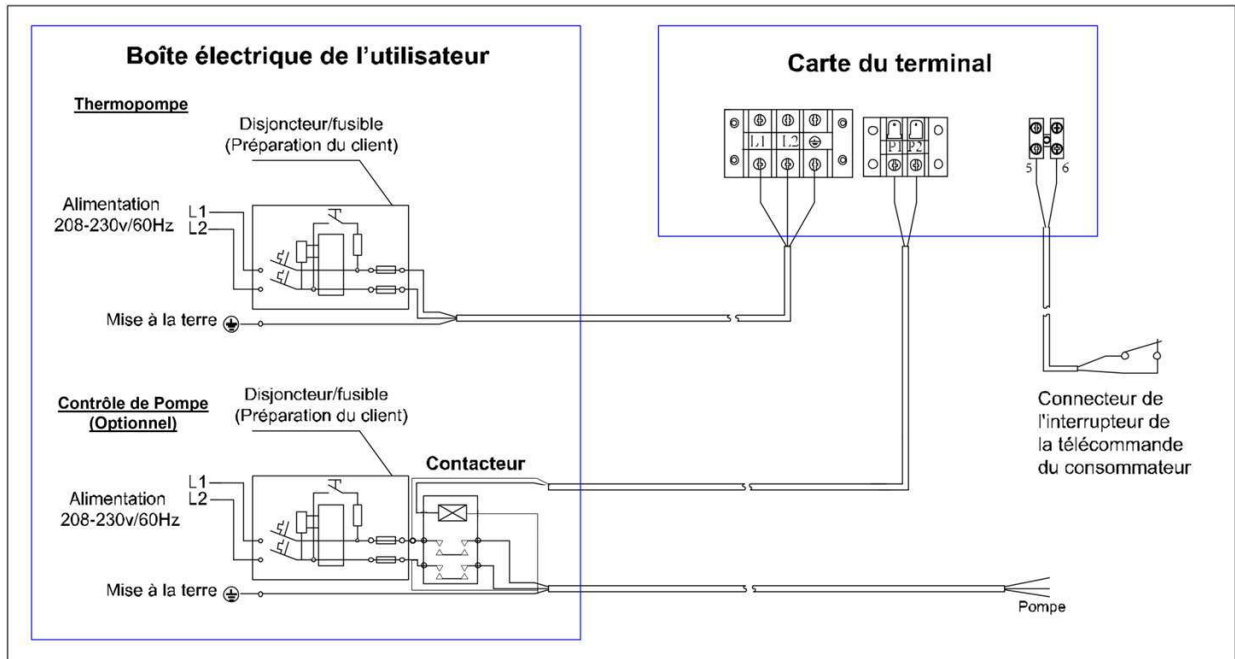 Boîte électrique de l'utilisateur
Thermopompe
Disjoncteur/fusible
(Préparation du client)
Alimentation
208-230v/60Hz
L1
L2
Mise à la terre
Contrôle de Pompe
(Optionnel)
Disjoncteur/fusible
(Préparation du client)
Contacteur
Alimentation
208-230v/60Hz
L1
L2
Mise à la terre
Pompe
Carte du terminal
L1 L2
P1 P2
5 6
Connecteur de
l'interrupteur de
la télécommande
du consommateur